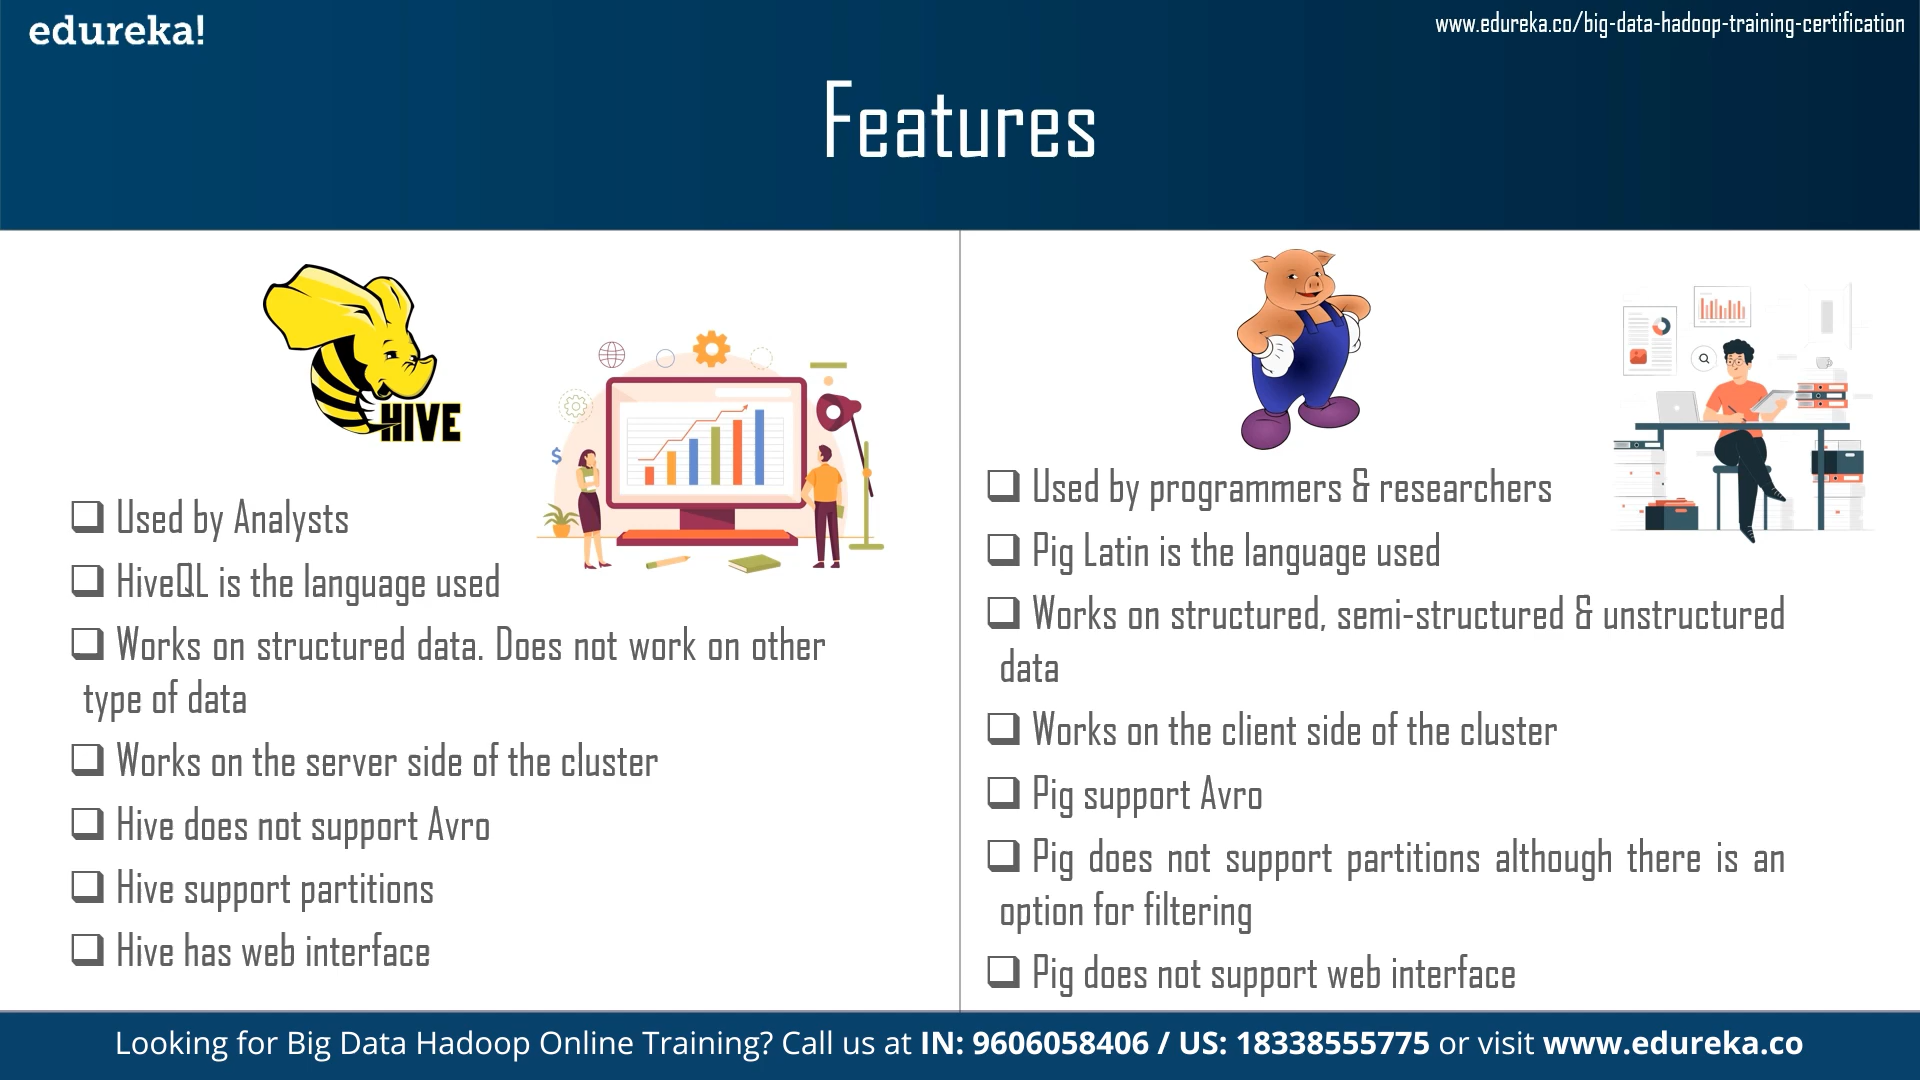 edureka!
www.edureka.co/big-data-hadoop-training-certification
Features
HIVE
$
Used by Analysts
HiveQL is the language used
Works on structured data. Does not work on other
type of data
Works on the server side of the cluster
Hive does not support Avro
Hive support partitions
Hive has web interface
Used by programmers & researchers
Pig Latin is the language used
Works on structured, semi-structured & unstructured
data
Works on the client side of the cluster
Pig support Avro
Pig does not support partitions although there is an
option for filtering
Pig does not support web interface
Looking for Big Data Hadoop Online Training? Call us at IN: 9606058406 / US: 18338555775 or visit www.edureka.co